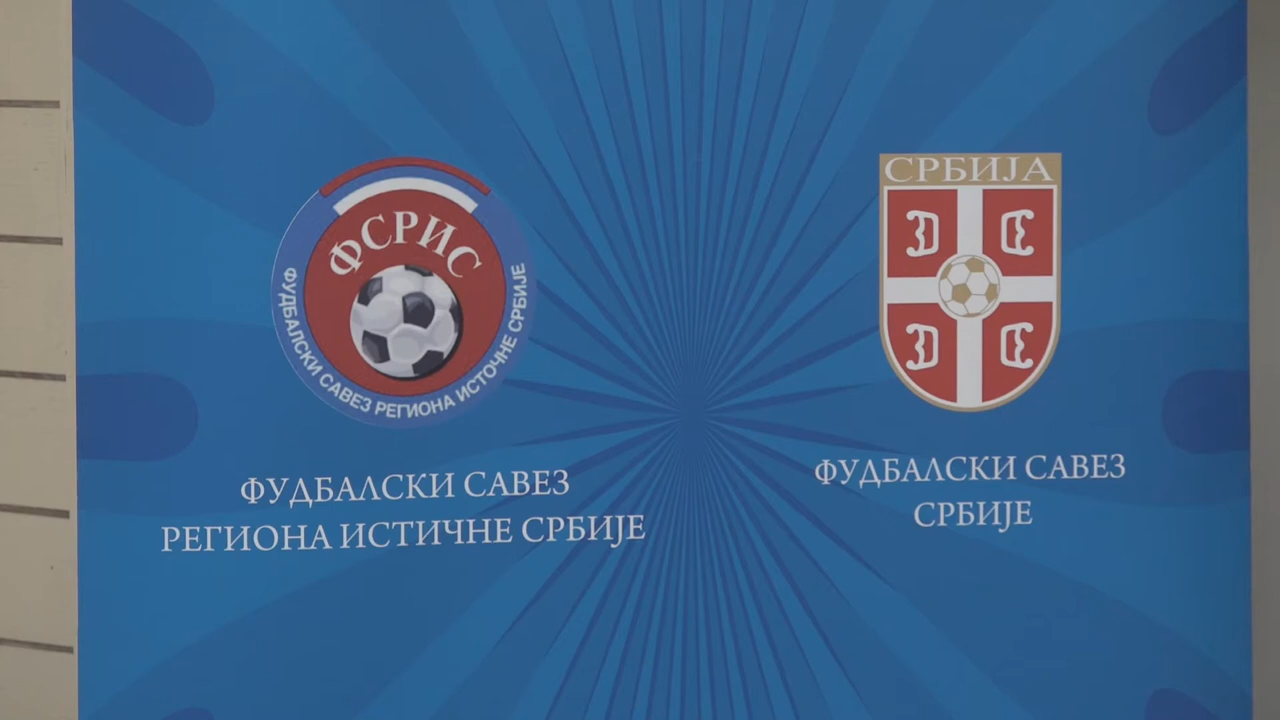 ФСРИС
ФУДБАЛСКИ САВЕЗ РЕГИОНА ИСТОЧНЕ СРБИЈЕ
ФУДБАЛСКИ САВЕЗ
РЕГИОНА ИСТИЧНЕ СРБИЈЕ
СРБИЈА
ФУДБАЛСКИ САВЕЗ
СРБИЈЕ